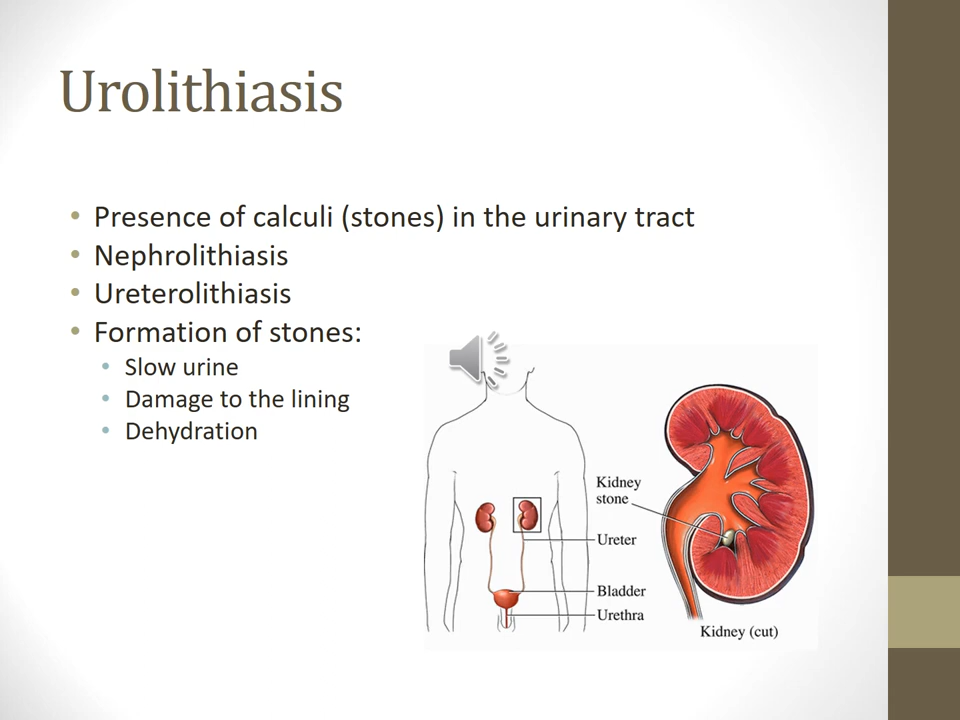 Urolithiasis
• Presence of calculi (stones) in the urinary tract
• Nephrolithiasis
• Ureterolithiasis
• Formation of stones:
• Slow urine
• Damage to the lining
• Dehydration
Kidney
stone
Ureter
Bladder
Urethra
Kidney (cut)